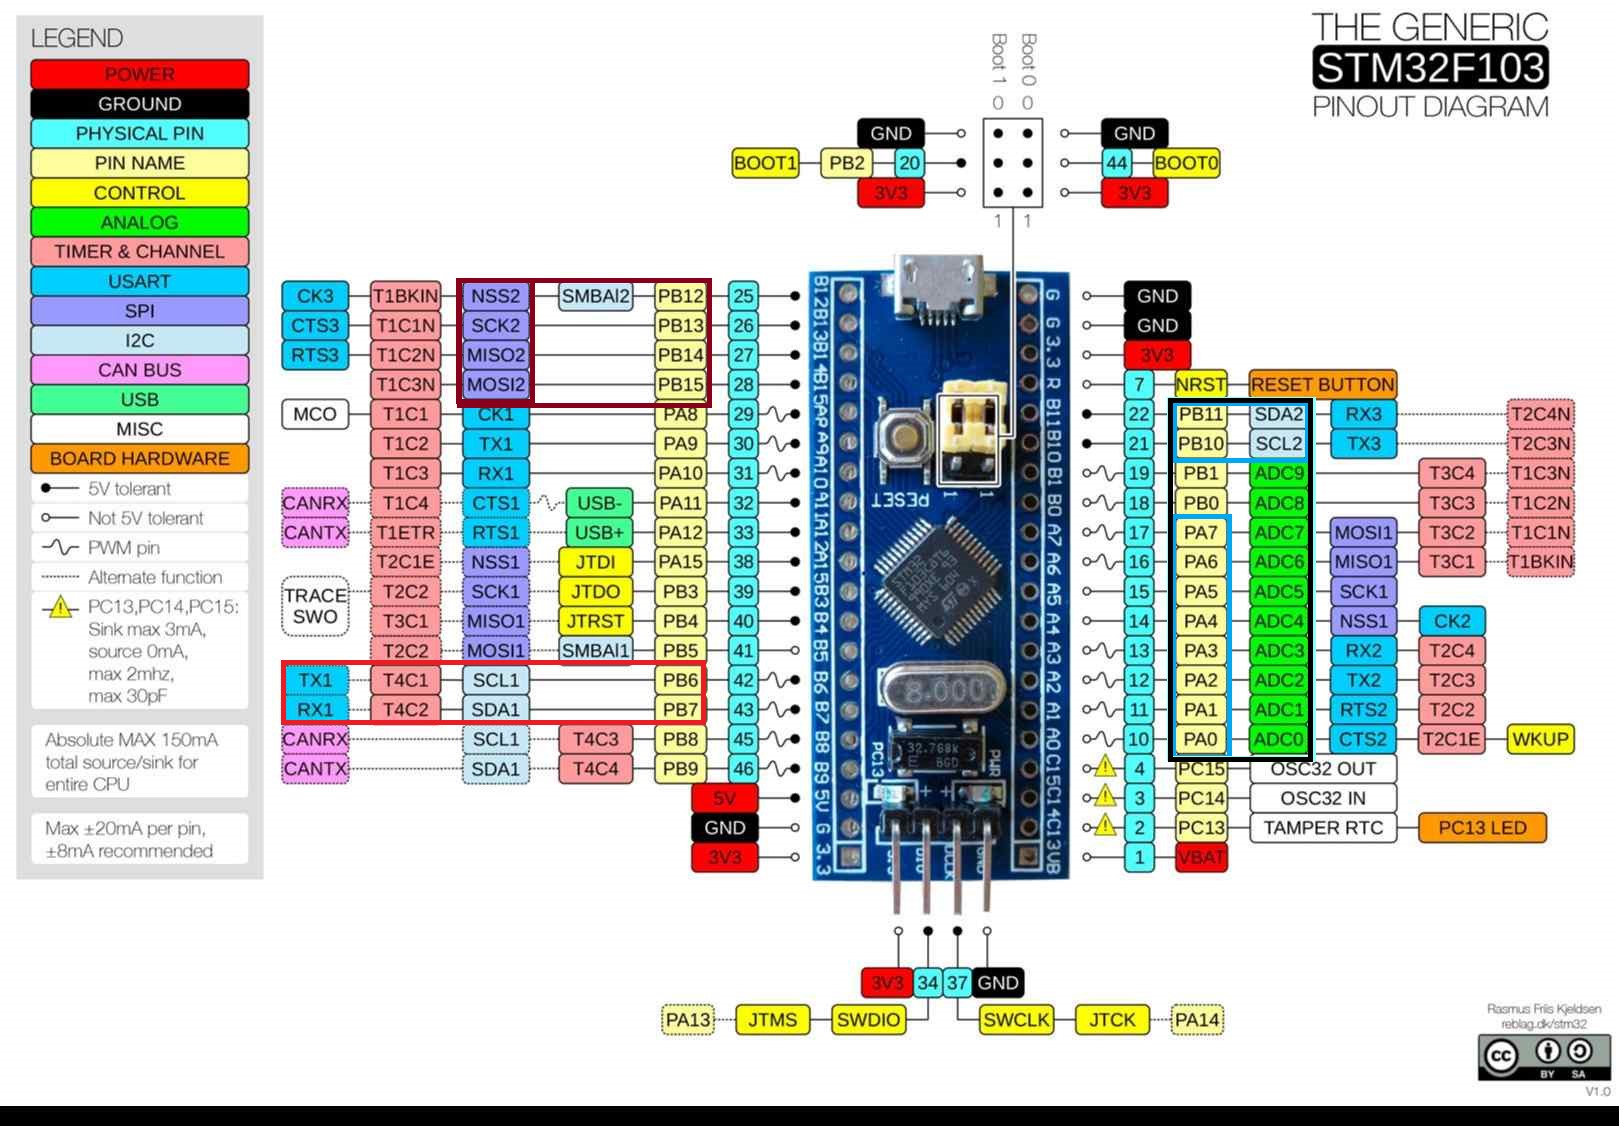 LEGEND
POWER
GROUND
PHYSICAL PIN
PIN NAME
CONTROL
ANALOG
TIMER & CHANNEL
USART
SPI
I2C
CAN BUS
USB
MISC
BOARD HARDWARE
5V tolerant
Not 5V tolerant
PWM pin
Alternate function
PC13,PC14,PC15:
Sink max 3mA,
source 0mA,
max 2mhz,
max 30pF
Absolute MAX 150mA
total source/sink for
entire CPU
Max ±20mA per pin,
±8mA recommended
THE GENERIC
STM32F103
PINOUT DIAGRAM
Boot 1 0
Boot 0 0
GND GND
BOOT1 PB2 20 44 BOOT0
3V3 3V3
1 1
CK3 T1BKIN NSS2 SMBAI2 PB12 25
CTS3 T1C1N SCK2 PB13 26
RTS3 T1C2N MISO2 PB14 27
T1C3N MOSI2 PB15 28
MCO T1C1 CK1 PA8 29
T1C2 TX1 PA9 30
T1C3 RX1 PA10 31
CANRX T1C4 CTS1 USB- PA11 32
CANTX T1ETR RTS1 USB+ PA12 33
T2C1E NSS1 JTDI PA15 38
TRACE SWO
T2C2 SCK1 JTDO PB3 39
T3C1 MISO1 JTRST PB4 40
T2C2 MOSI1 SMBAI1 PB5 41
TX1 T4C1 SCL1 PB6 42
RX1 T4C2 SDA1 PB7 43
CANRX SCL1 T4C3 PB8 45
CANTX SDA1 T4C4 PB9 46
5V
GND
3V3
B12 B13 B14 B15 A8 A9 A10 A11 A12 A15 B3 B4 B5 B6 B7 B8 B9 5V G 3.3
G G 3.3 R B11 B10 B1 B0 A7 A6 A5 A4 A3 A2 A1 A0 C15 C14 C13 VB
RESET
1 1
8.000
32.768k
BGD
PC13
PWR
GND
GND
3V3
7 NRST RESET BUTTON
22 PB11 SDA2 RX3 T2C4N
21 PB10 SCL2 TX3 T2C3N
19 PB1 ADC9 T3C4 T1C3N
18 PB0 ADC8 T3C3 T1C2N
17 PA7 ADC7 MOSI1 T3C2 T1C1N
16 PA6 ADC6 MISO1 T3C1 T1BKIN
15 PA5 ADC5 SCK1
14 PA4 ADC4 NSS1 CK2
13 PA3 ADC3 RX2 T2C4
12 PA2 ADC2 TX2 T2C3
11 PA1 ADC1 RTS2 T2C2
10 PA0 ADC0 CTS2 T2C1E WKUP
4 PC15 OSC32 OUT
3 PC14 OSC32 IN
2 PC13 TAMPER RTC PC13 LED
1 VBAT
3V3 34 37 GND
PA13 JTMS SWDIO SWCLK JTCK PA14
Rasmus Friis Kjeldsen
reblag.dk/stm32
cc BY SA
V1.0